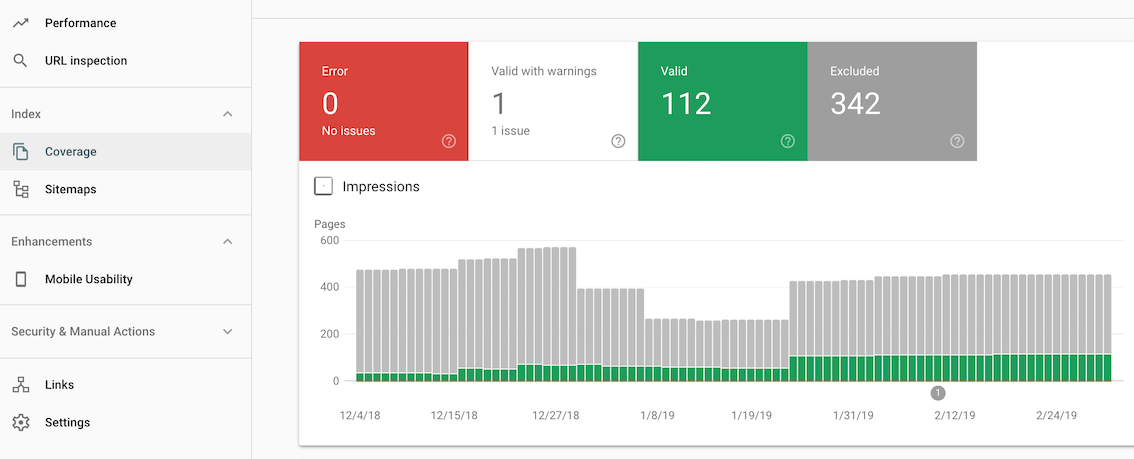 Performance
URL inspection
Index
Coverage
Sitemaps
Enhancements
Mobile Usability
Security & Manual Actions
Links
Settings
Error
0
No issues
Valid with warnings
1
1 issue
Valid
112
Excluded
342
Impressions
Pages
600
400
200
0
1
12/4/18 12/15/18 12/27/18 1/8/19 1/19/19 1/31/19 2/12/19 2/24/19